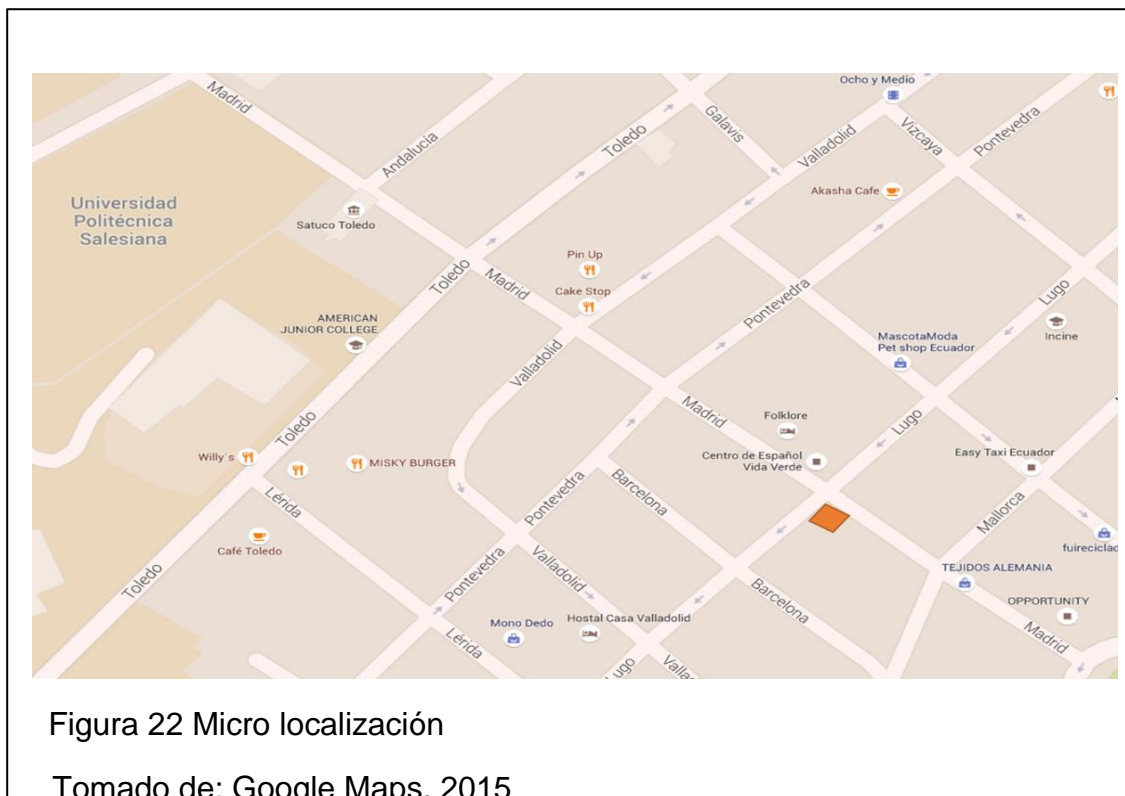 Ocho y Medio
Madrid
Galavis
Valladolid
Vizcaya
Pontevedra
Andalucia
Toledo
Akasha Cafe
Universidad
Politécnica
Salesiana
Satuco Toledo
Pin Up
Cake Stop
Toledo
Madrid
Pontevedra
Lugo
Incine
AMERICAN
JUNIOR COLLEGE
MascotaModa
Pet shop Ecuador
Valladolid
Madrid
Folklore
Lugo
Toledo
Willy´s
MISKY BURGER
Centro de Español
Vida Verde
Easy Taxi Ecuador
Lérida
Pontevedra
Barcelona
Mallorca
Café Toledo
fuireciclad
Toledo
Pontevedra
Valladolid
Barcelona
TEJIDOS ALEMANIA
OPPORTUNITY
Mono Dedo
Hostal Casa Valladolid
Lérida
Lugo
Valla
Madrid
Figura 22 Micro localización
Tomado de: Google Maps, 2015